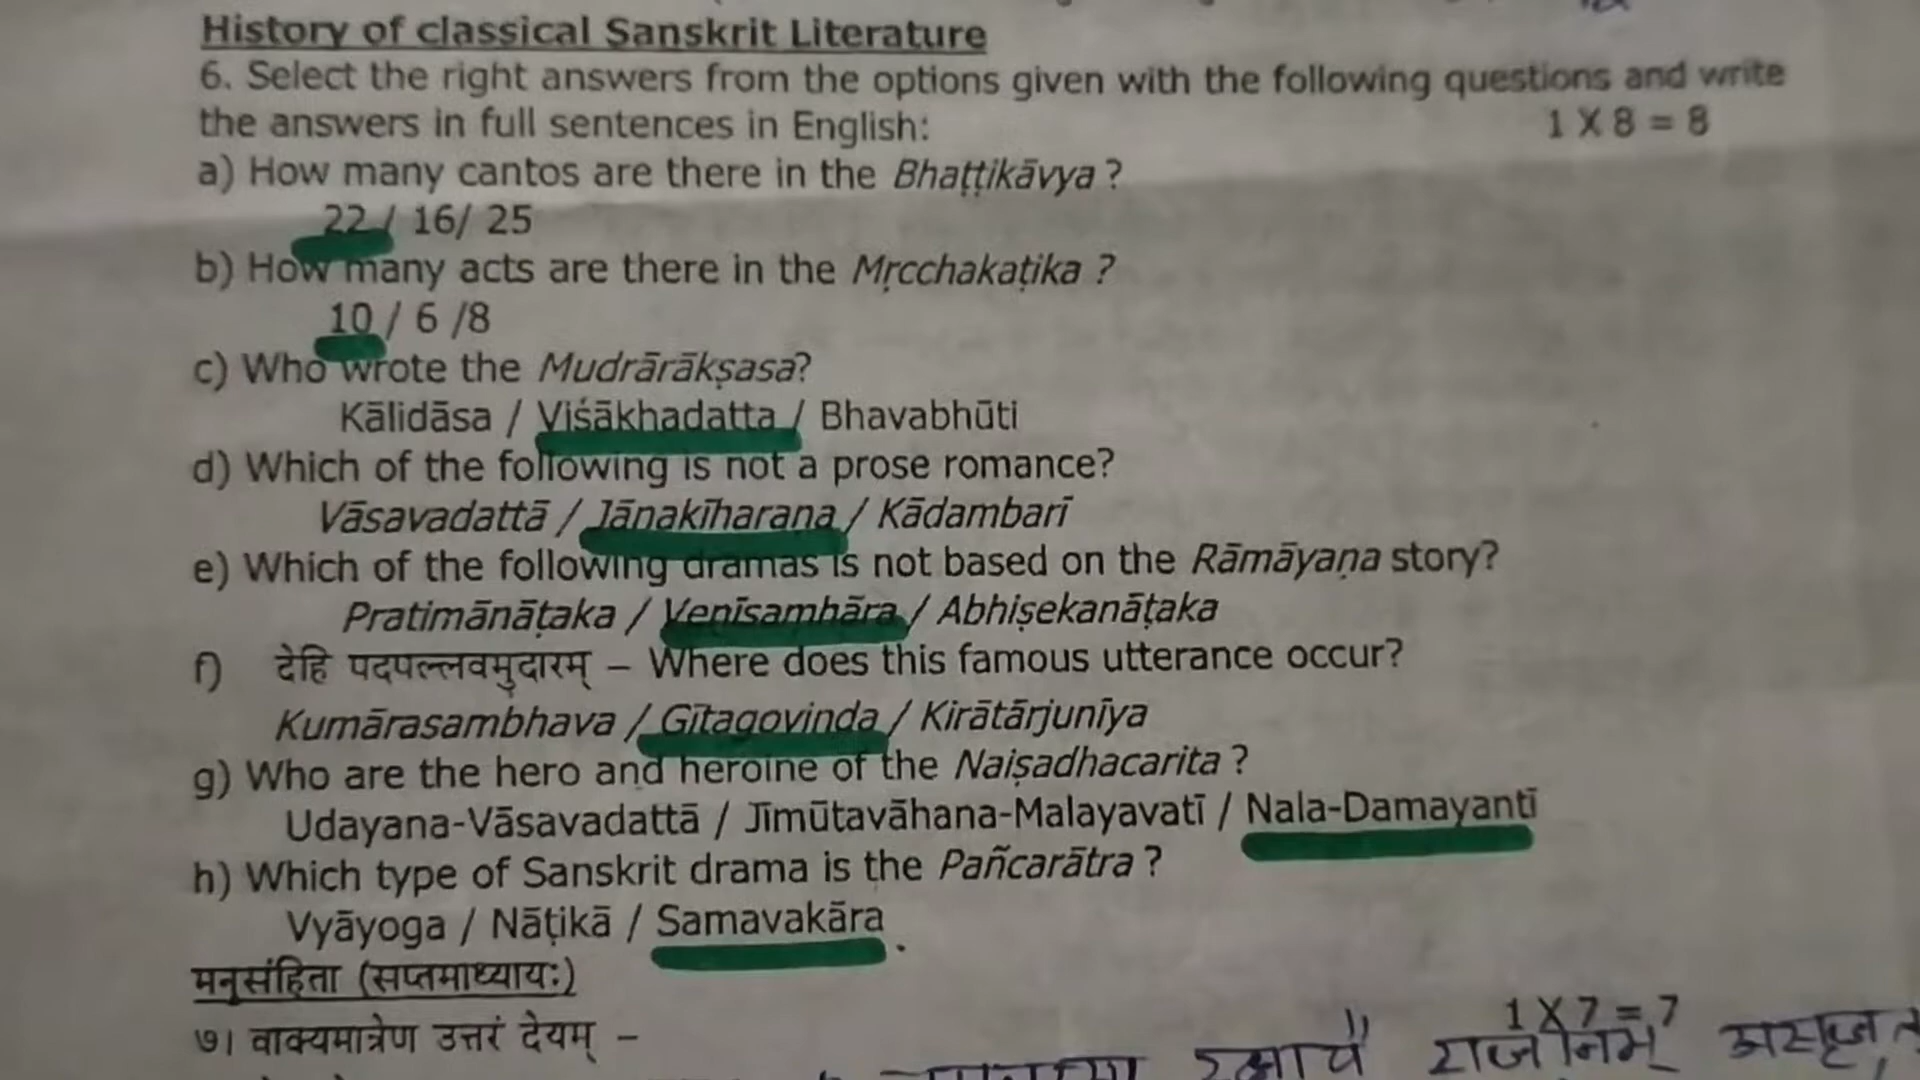 History of classical Sanskrit Literature
6. Select the right answers from the options given with the following questions and write
the answers in full sentences in English: 1 X 8 = 8
a) How many cantos are there in the Bhaṭṭikāvya ?
22 / 16/ 25
b) How many acts are there in the Mṛcchakaṭika ?
10 / 6 /8
c) Who wrote the Mudrārākṣasa?
Kālidāsa / Viśākhadatta / Bhavabhūti
d) Which of the following is not a prose romance?
Vāsavadattā / Jānakīharaṇa / Kādambarī
e) Which of the following dramas is not based on the Rāmāyaṇa story?
Pratimānāṭaka / Veṇīsaṃhāra / Abhiṣekanāṭaka
f) देहि पदपल्लवमुदारम् – Where does this famous utterance occur?
Kumārasambhava / Gītagovinda / Kirātārjunīya
g) Who are the hero and heroine of the Naiṣadhacarita ?
Udayana-Vāsavadattā / Jīmūtavāhana-Malayavatī / Nala-Damayantī
h) Which type of Sanskrit drama is the Pañcarātra ?
Vyāyoga / Nāṭikā / Samavakāra
मनुसंहिता (सप्तमाध्यायः)
1 X 7 = 7
७। वाक्यमात्रेण उत्तरं देयम् –